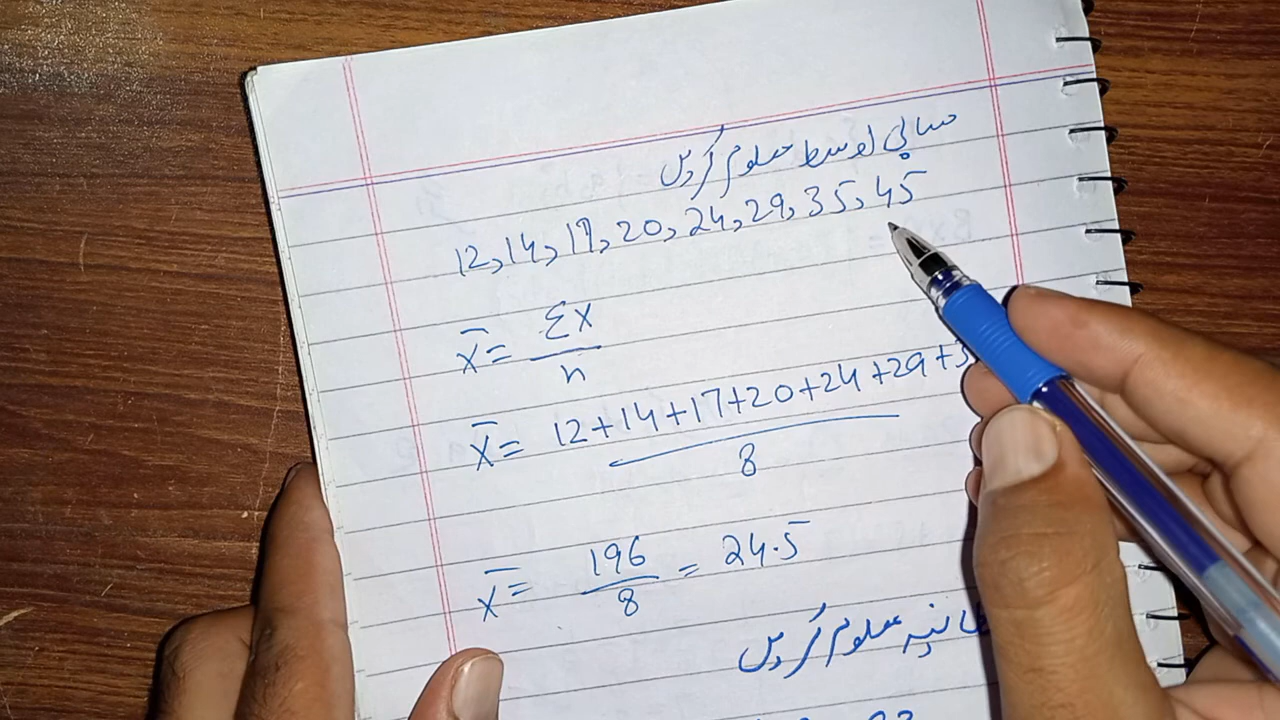 حسابی اوسط معلوم کریں
12, 14, 17, 20, 24, 29, 35, 45
x̄ = Σx / n
x̄ = 12+14+17+20+24+29+3 / 8
x̄ = 196 / 8 = 24.5
معلوم کریں